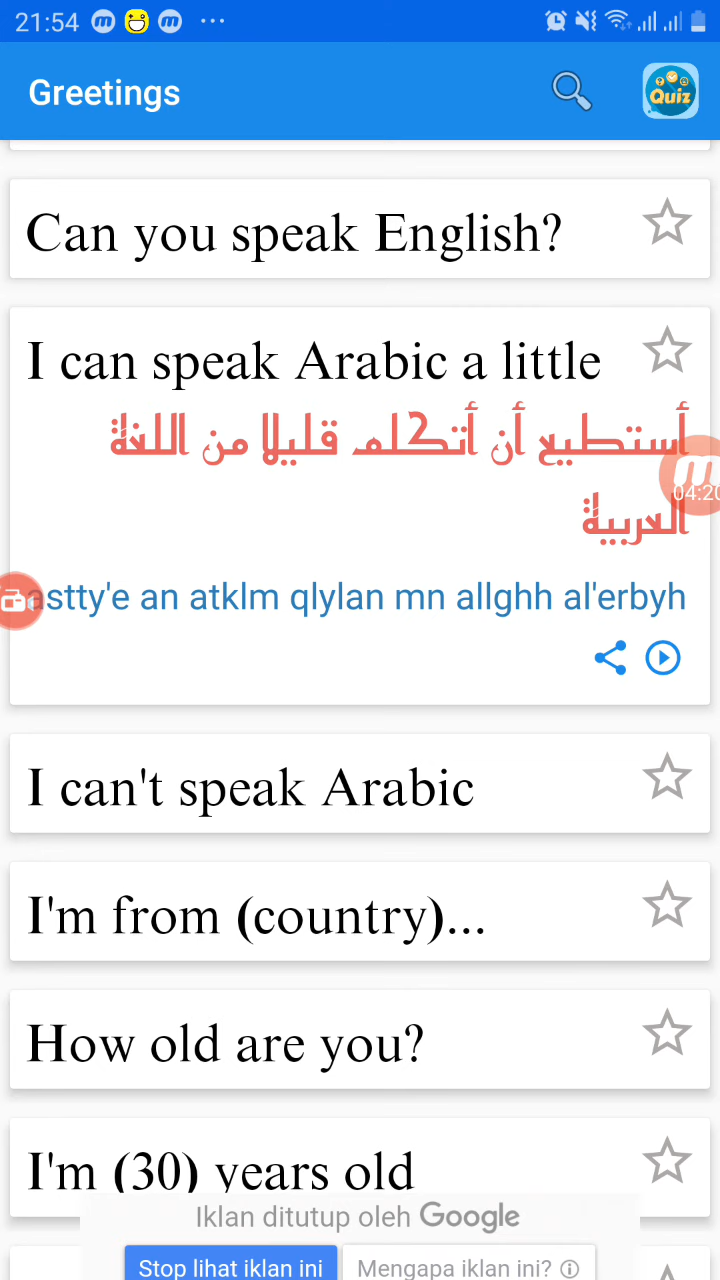 21:54
Greetings
Quiz
Can you speak English?
I can speak Arabic a little
أستطيع أن أتكلم قليلا من اللغة
العربية
astty'e an atklm qlylan mn allghh al'erbyh
04:20
I can't speak Arabic
I'm from (country)...
How old are you?
I'm (30) years old
Iklan ditutup oleh Google
Stop lihat iklan ini
Mengapa iklan ini?